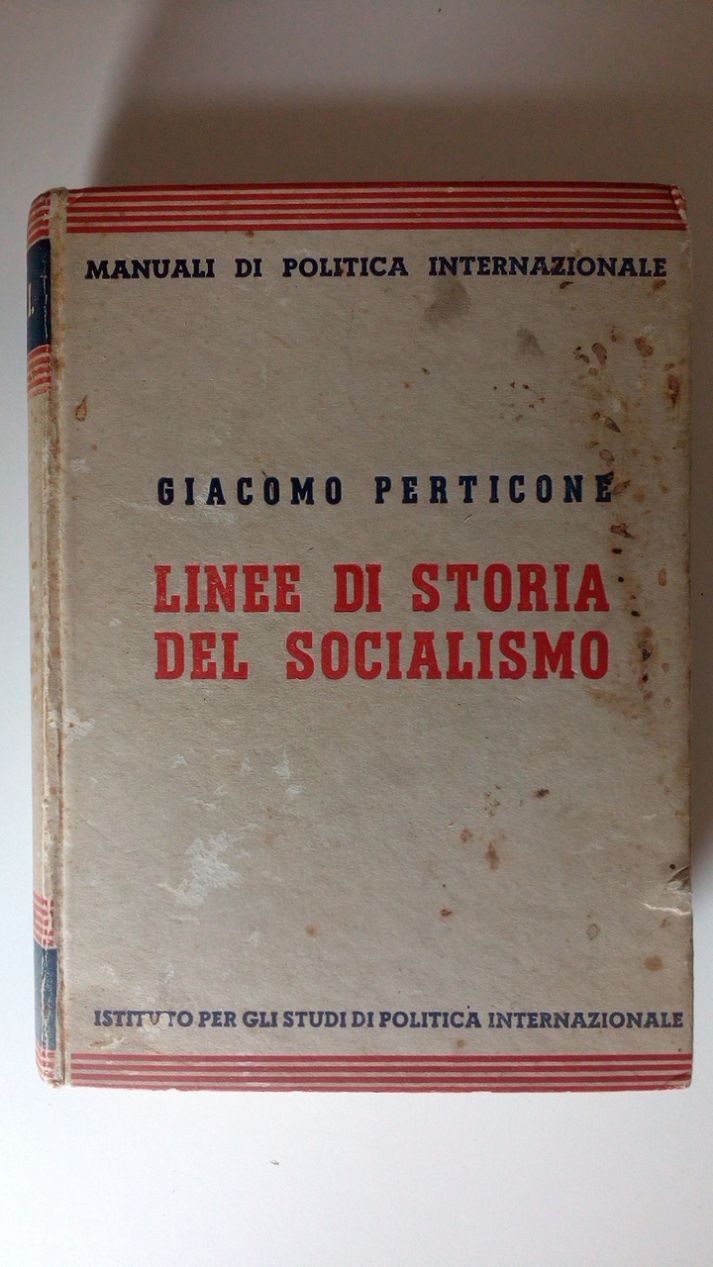 MANUALI DI POLITICA INTERNAZIONALE
GIACOMO PERTICONE
LINEE DI STORIA
DEL SOCIALISMO
ISTITUTO PER GLI STUDI DI POLITICA INTERNAZIONALE